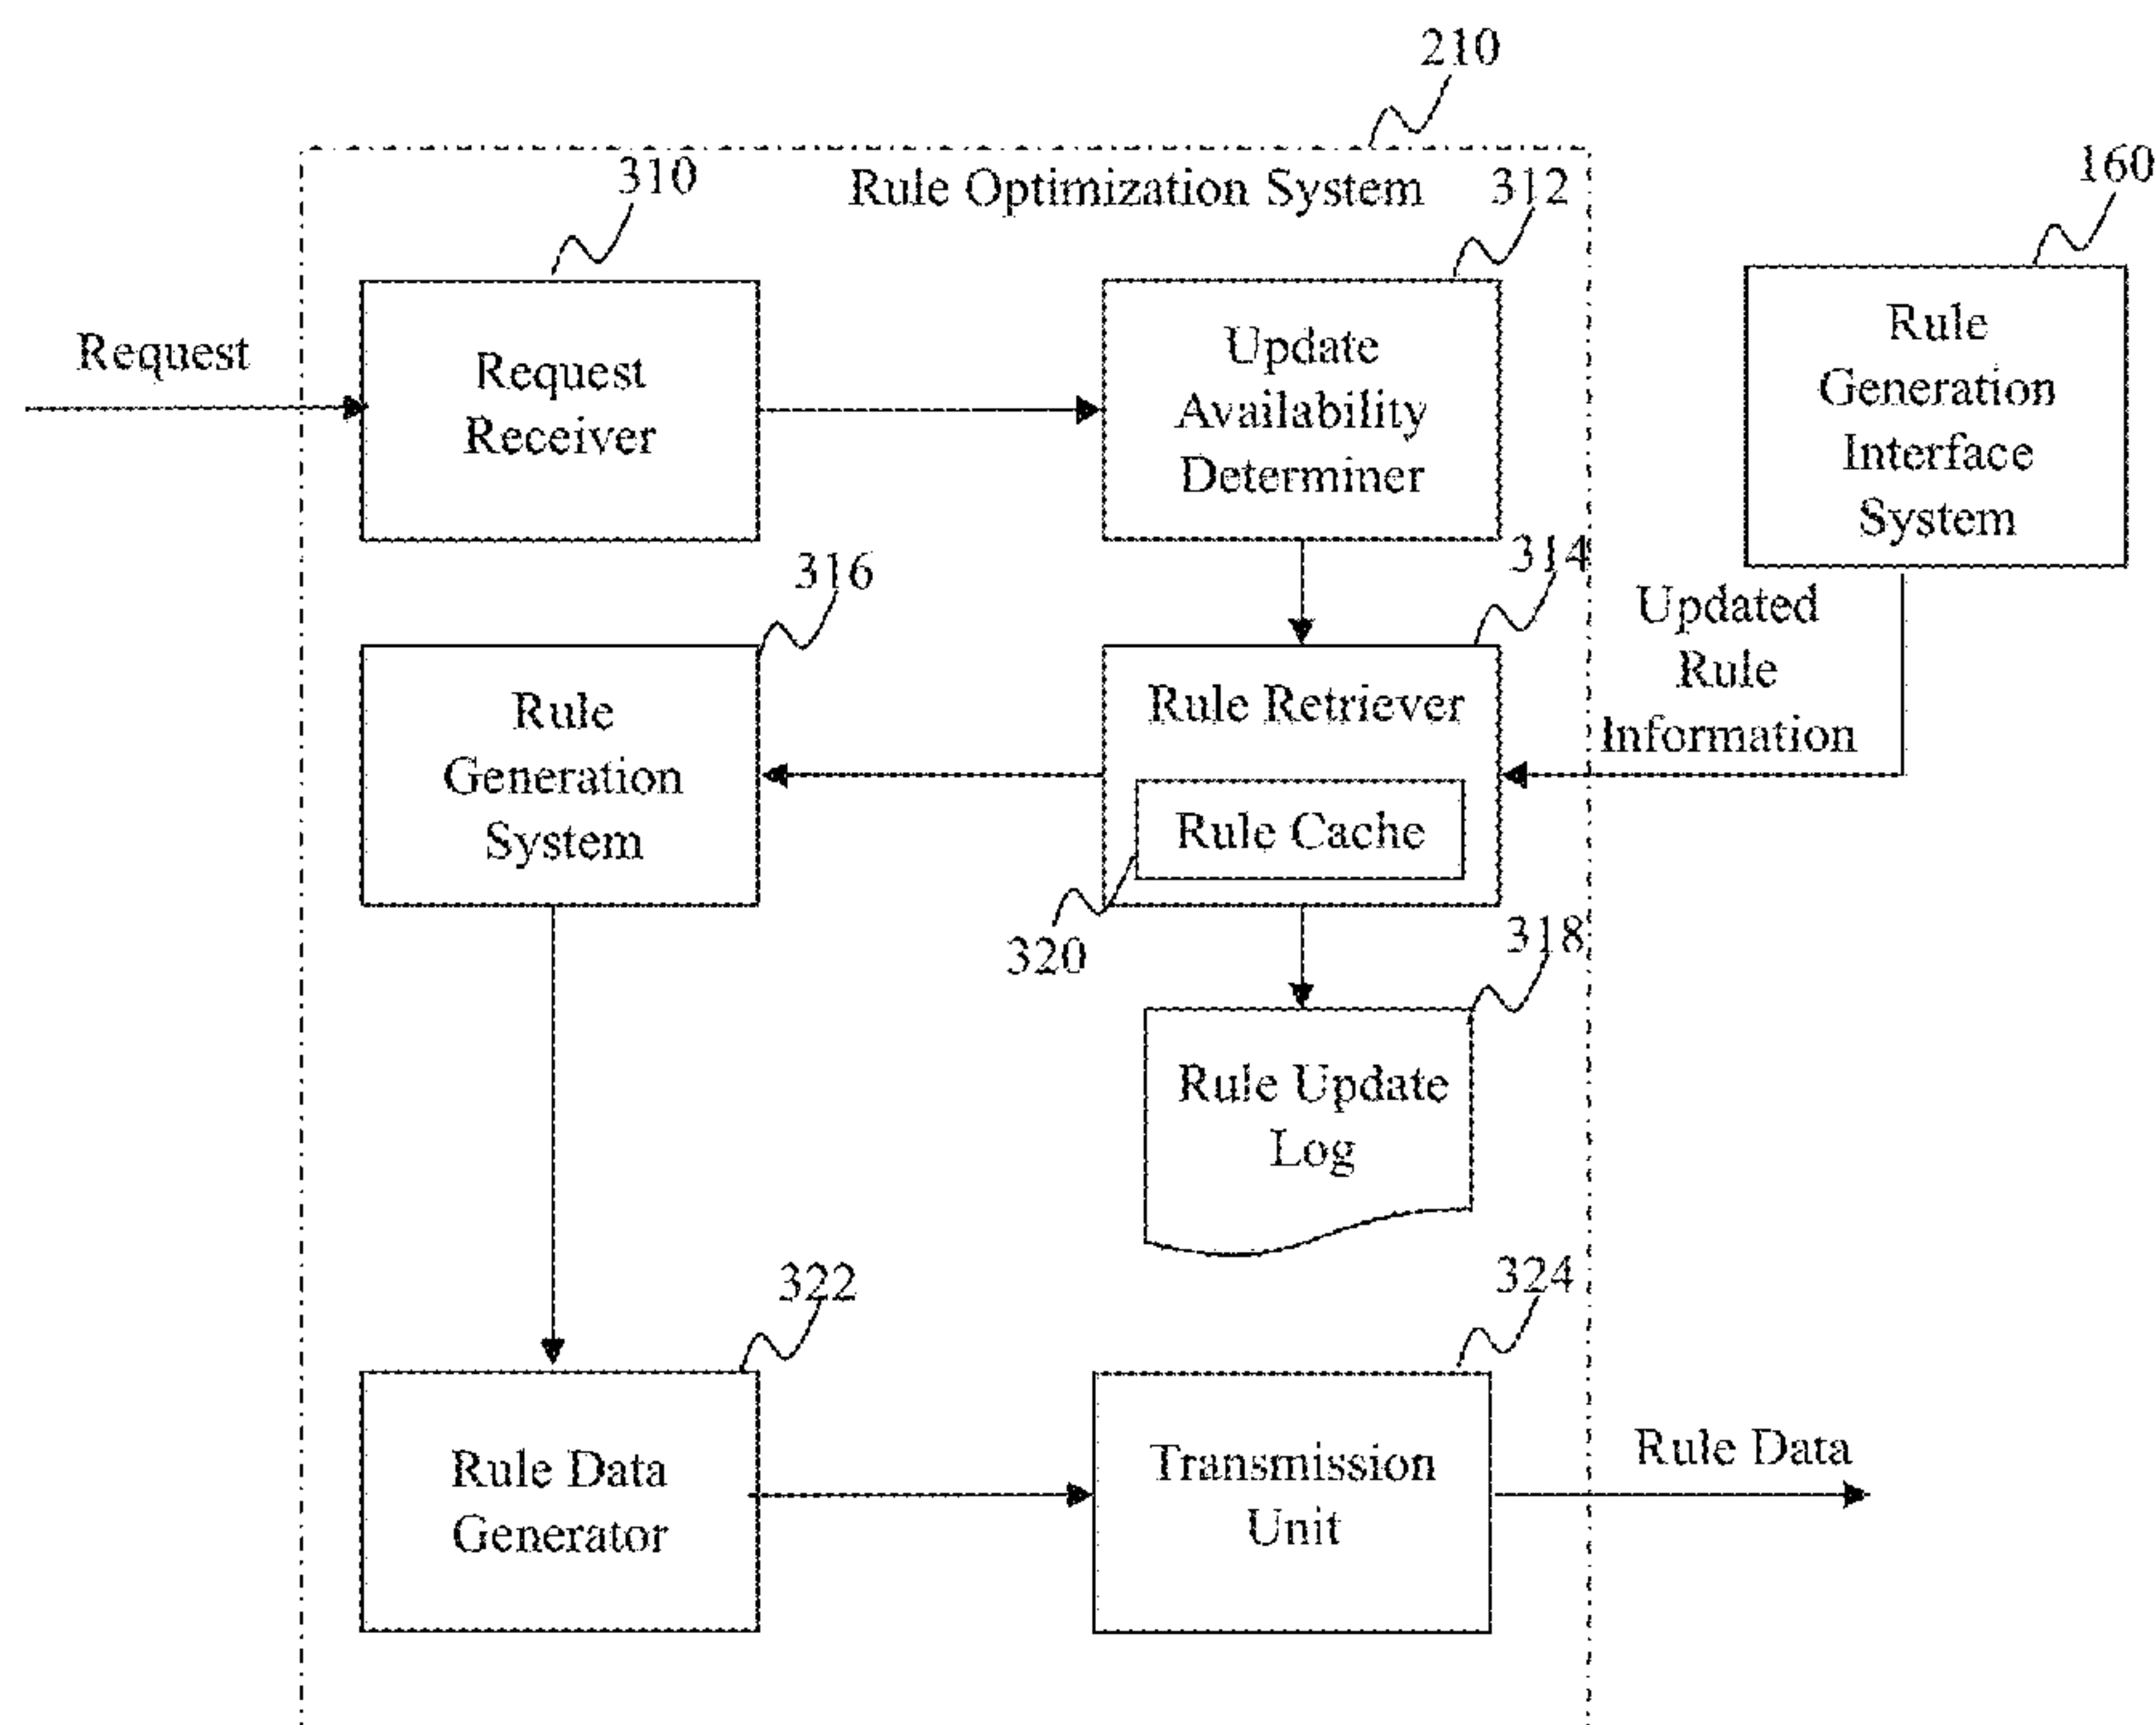 210
Rule Optimization System
310
312
160
Request
Request
Receiver
Update
Availability
Determiner
Rule
Generation
Interface
System
316
314
Updated
Rule
Information
Rule
Generation
System
Rule Retriever
Rule Cache
320
318
Rule Update
Log
322
324
Rule Data
Generator
Transmission
Unit
Rule Data